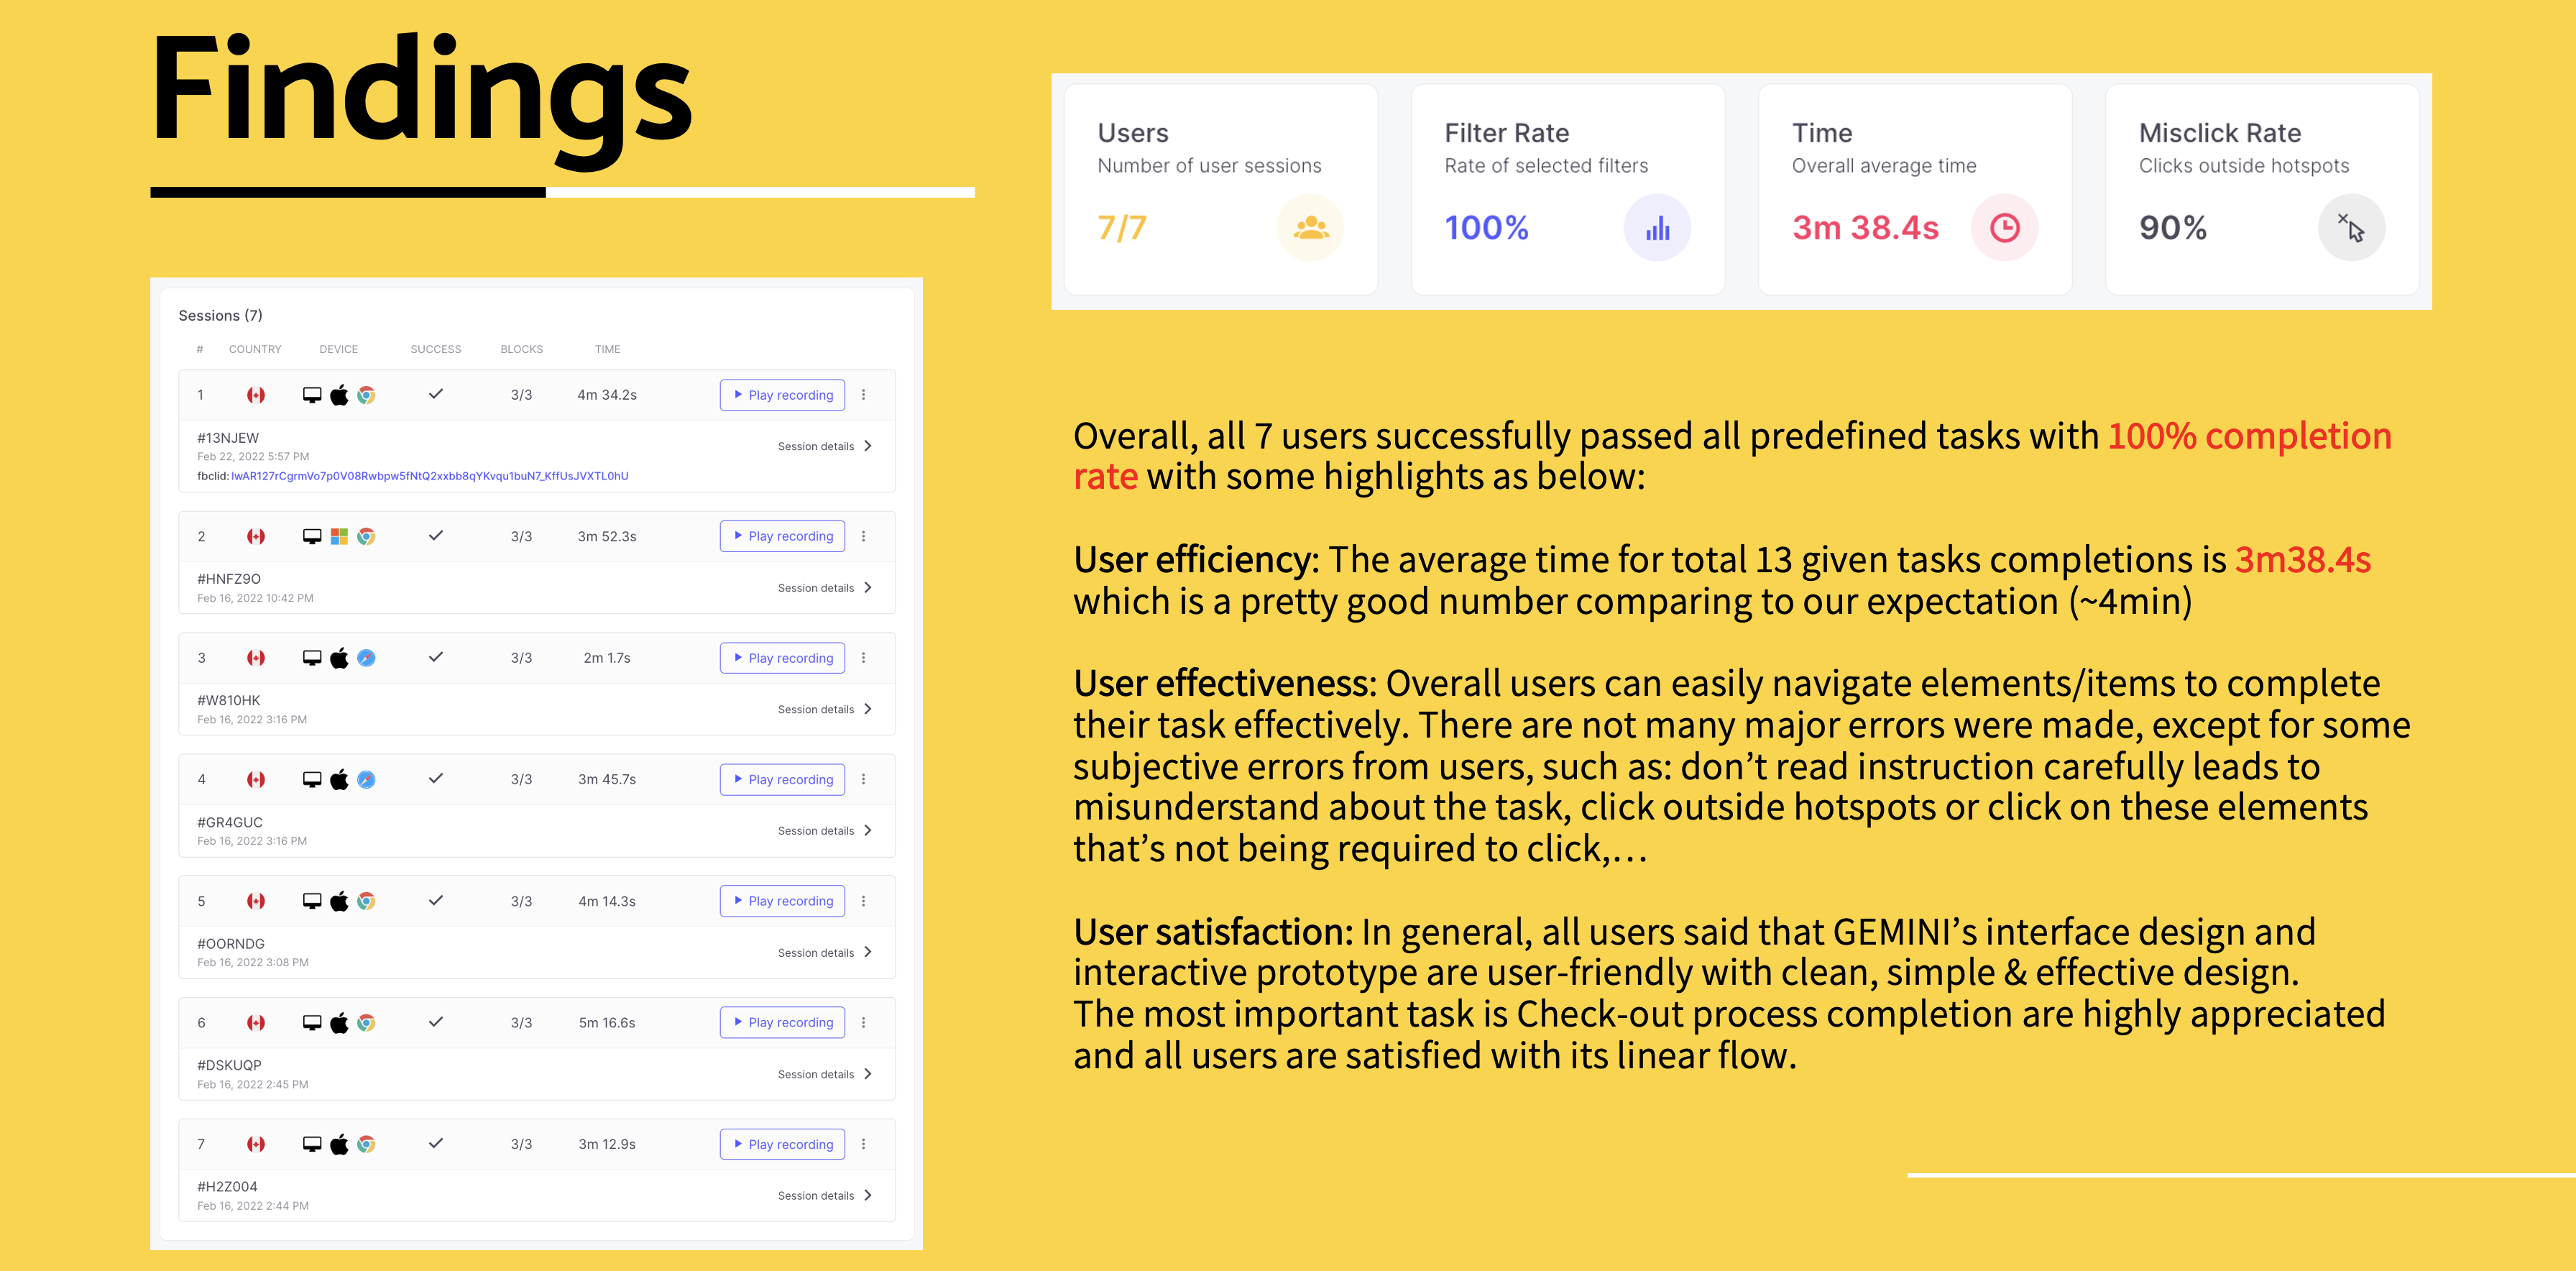 Findings
Users
Number of user sessions
7/7
Filter Rate
Rate of selected filters
100%
Time
Overall average time
3m 38.4s
Misclick Rate
Clicks outside hotspots
90%
Sessions (7)
# COUNTRY DEVICE SUCCESS BLOCKS TIME
1 3/3 4m 34.2s Play recording
#13NJEW
Feb 22, 2022 5:57 PM
Session details
fbclid: IwAR127rCgrmVo7p0V08Rwbpw5fNtQ2xxbb8qYKvqu1buN7_KffUsJVXTL0hU
2 3/3 3m 52.3s Play recording
#HNFZ9O
Feb 16, 2022 10:42 PM
Session details
3 3/3 2m 1.7s Play recording
#W810HK
Feb 16, 2022 3:16 PM
Session details
4 3/3 3m 45.7s Play recording
#GR4GUC
Feb 16, 2022 3:16 PM
Session details
5 3/3 4m 14.3s Play recording
#OORNDG
Feb 16, 2022 3:08 PM
Session details
6 3/3 5m 16.6s Play recording
#DSKUQP
Feb 16, 2022 2:45 PM
Session details
7 3/3 3m 12.9s Play recording
#H2Z004
Feb 16, 2022 2:44 PM
Session details
Overall, all 7 users successfully passed all predefined tasks with 100% completion
rate with some highlights as below:
User efficiency: The average time for total 13 given tasks completions is 3m38.4s
which is a pretty good number comparing to our expectation (~4min)
User effectiveness: Overall users can easily navigate elements/items to complete
their task effectively. There are not many major errors were made, except for some
subjective errors from users, such as: don’t read instruction carefully leads to
misunderstand about the task, click outside hotspots or click on these elements
that’s not being required to click,…
User satisfaction: In general, all users said that GEMINI’s interface design and
interactive prototype are user-friendly with clean, simple & effective design.
The most important task is Check-out process completion are highly appreciated
and all users are satisfied with its linear flow.